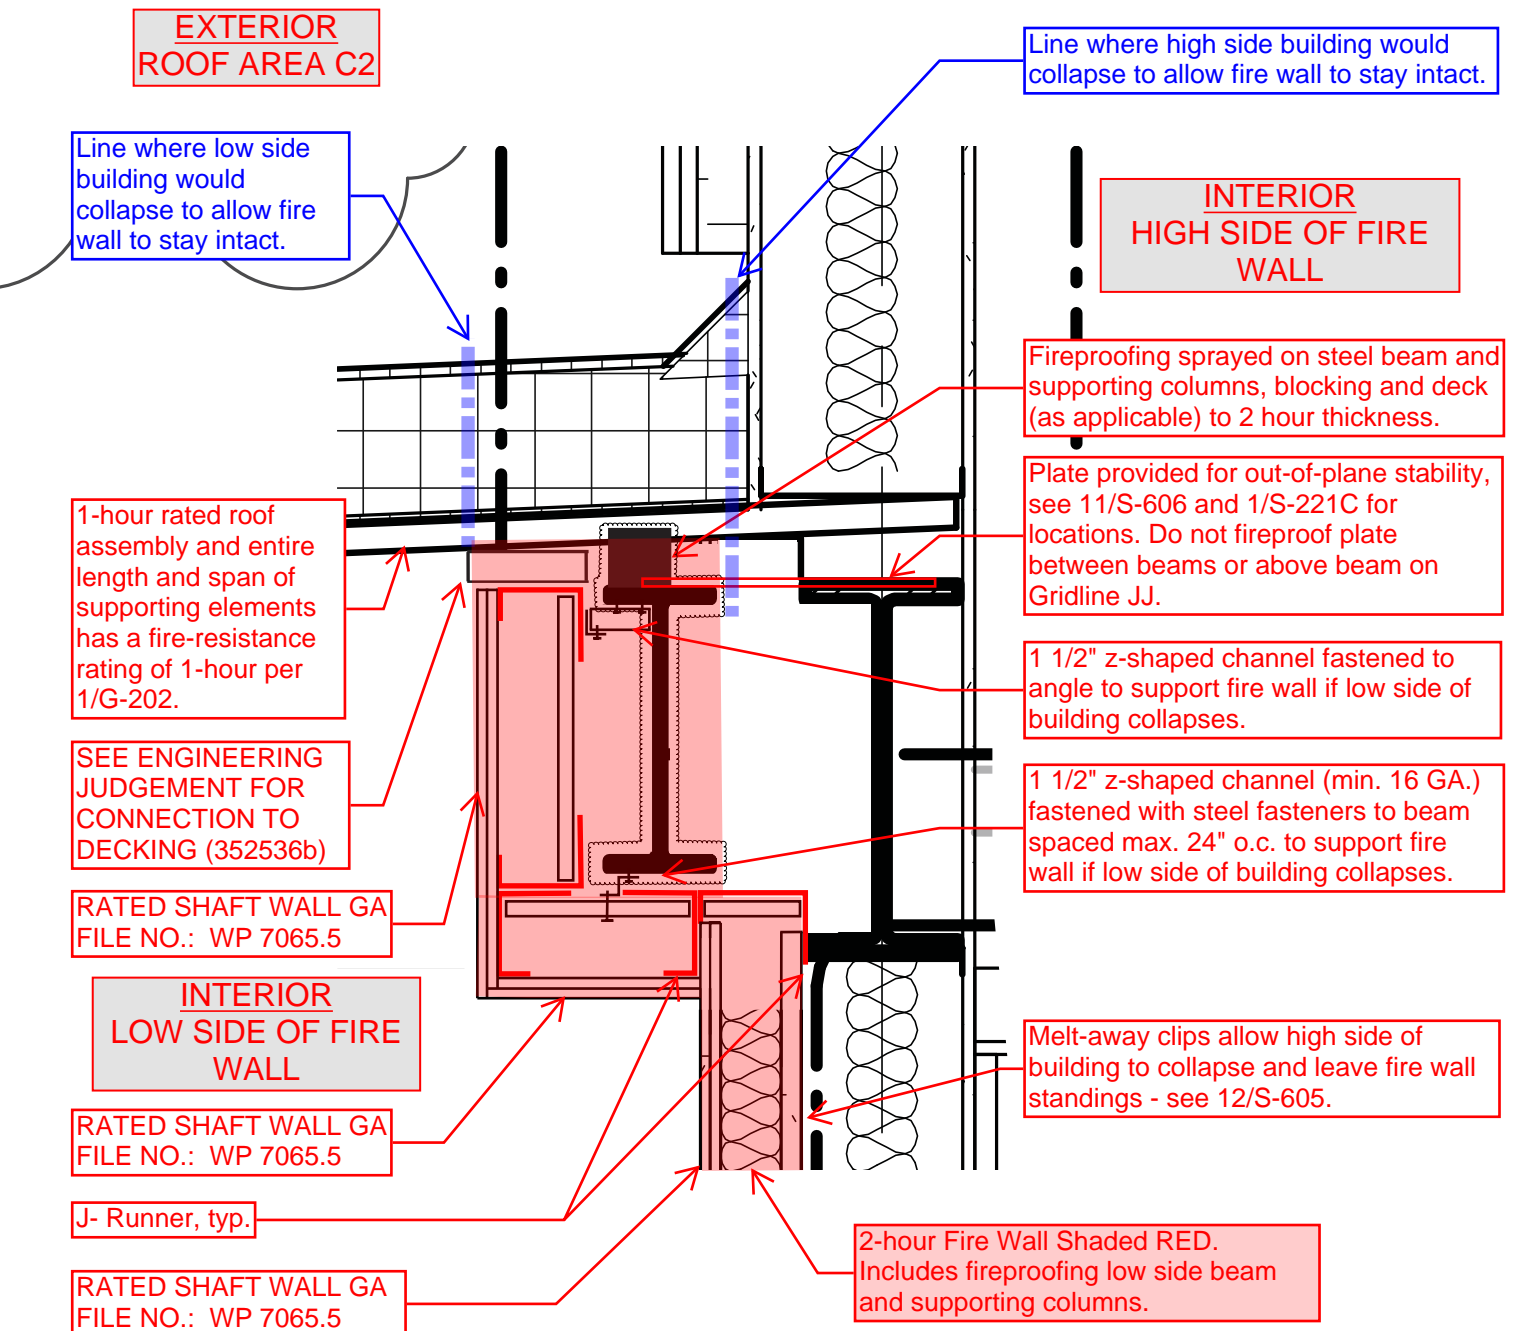 EXTERIOR
ROOF AREA C2
Line where high side building would
collapse to allow fire wall to stay intact.
Line where low side
building would
collapse to allow fire
wall to stay intact.
INTERIOR
HIGH SIDE OF FIRE
WALL
Fireproofing sprayed on steel beam and
supporting columns, blocking and deck
(as applicable) to 2 hour thickness.
Plate provided for out-of-plane stability,
see 11/S-606 and 1/S-221C for
locations. Do not fireproof plate
between beams or above beam on
Gridline JJ.
1-hour rated roof
assembly and entire
length and span of
supporting elements
has a fire-resistance
rating of 1-hour per
1/G-202.
1 1/2" z-shaped channel fastened to
angle to support fire wall if low side of
building collapses.
SEE ENGINEERING
JUDGEMENT FOR
CONNECTION TO
DECKING (352536b)
1 1/2" z-shaped channel (min. 16 GA.)
fastened with steel fasteners to beam
spaced max. 24" o.c. to support fire
wall if low side of building collapses.
RATED SHAFT WALL GA
FILE NO.: WP 7065.5
INTERIOR
LOW SIDE OF FIRE
WALL
Melt-away clips allow high side of
building to collapse and leave fire wall
standings - see 12/S-605.
RATED SHAFT WALL GA
FILE NO.: WP 7065.5
J- Runner, typ.
2-hour Fire Wall Shaded RED.
Includes fireproofing low side beam
and supporting columns.
RATED SHAFT WALL GA
FILE NO.: WP 7065.5